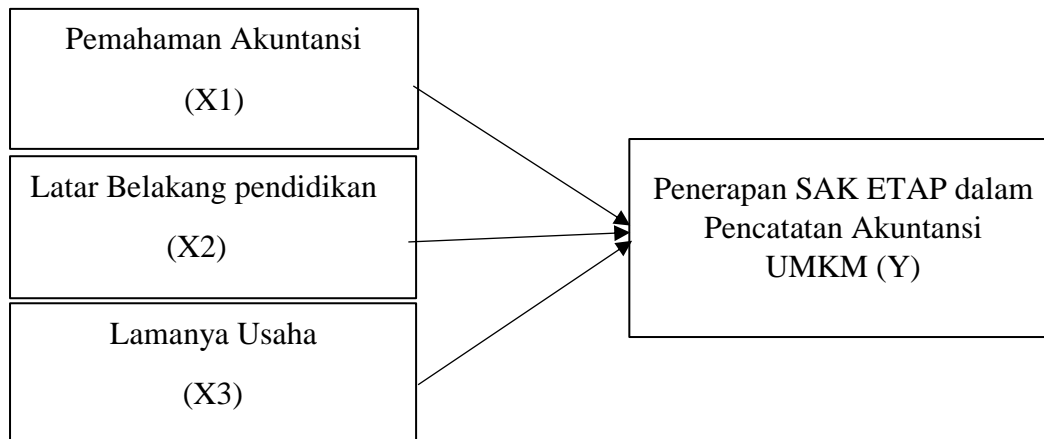 Pemahaman Akuntansi
(X1)
Latar Belakang pendidikan
(X2)
Lamanya Usaha
(X3)
Penerapan SAK ETAP dalam
Pencatatan Akuntansi
UMKM (Y)